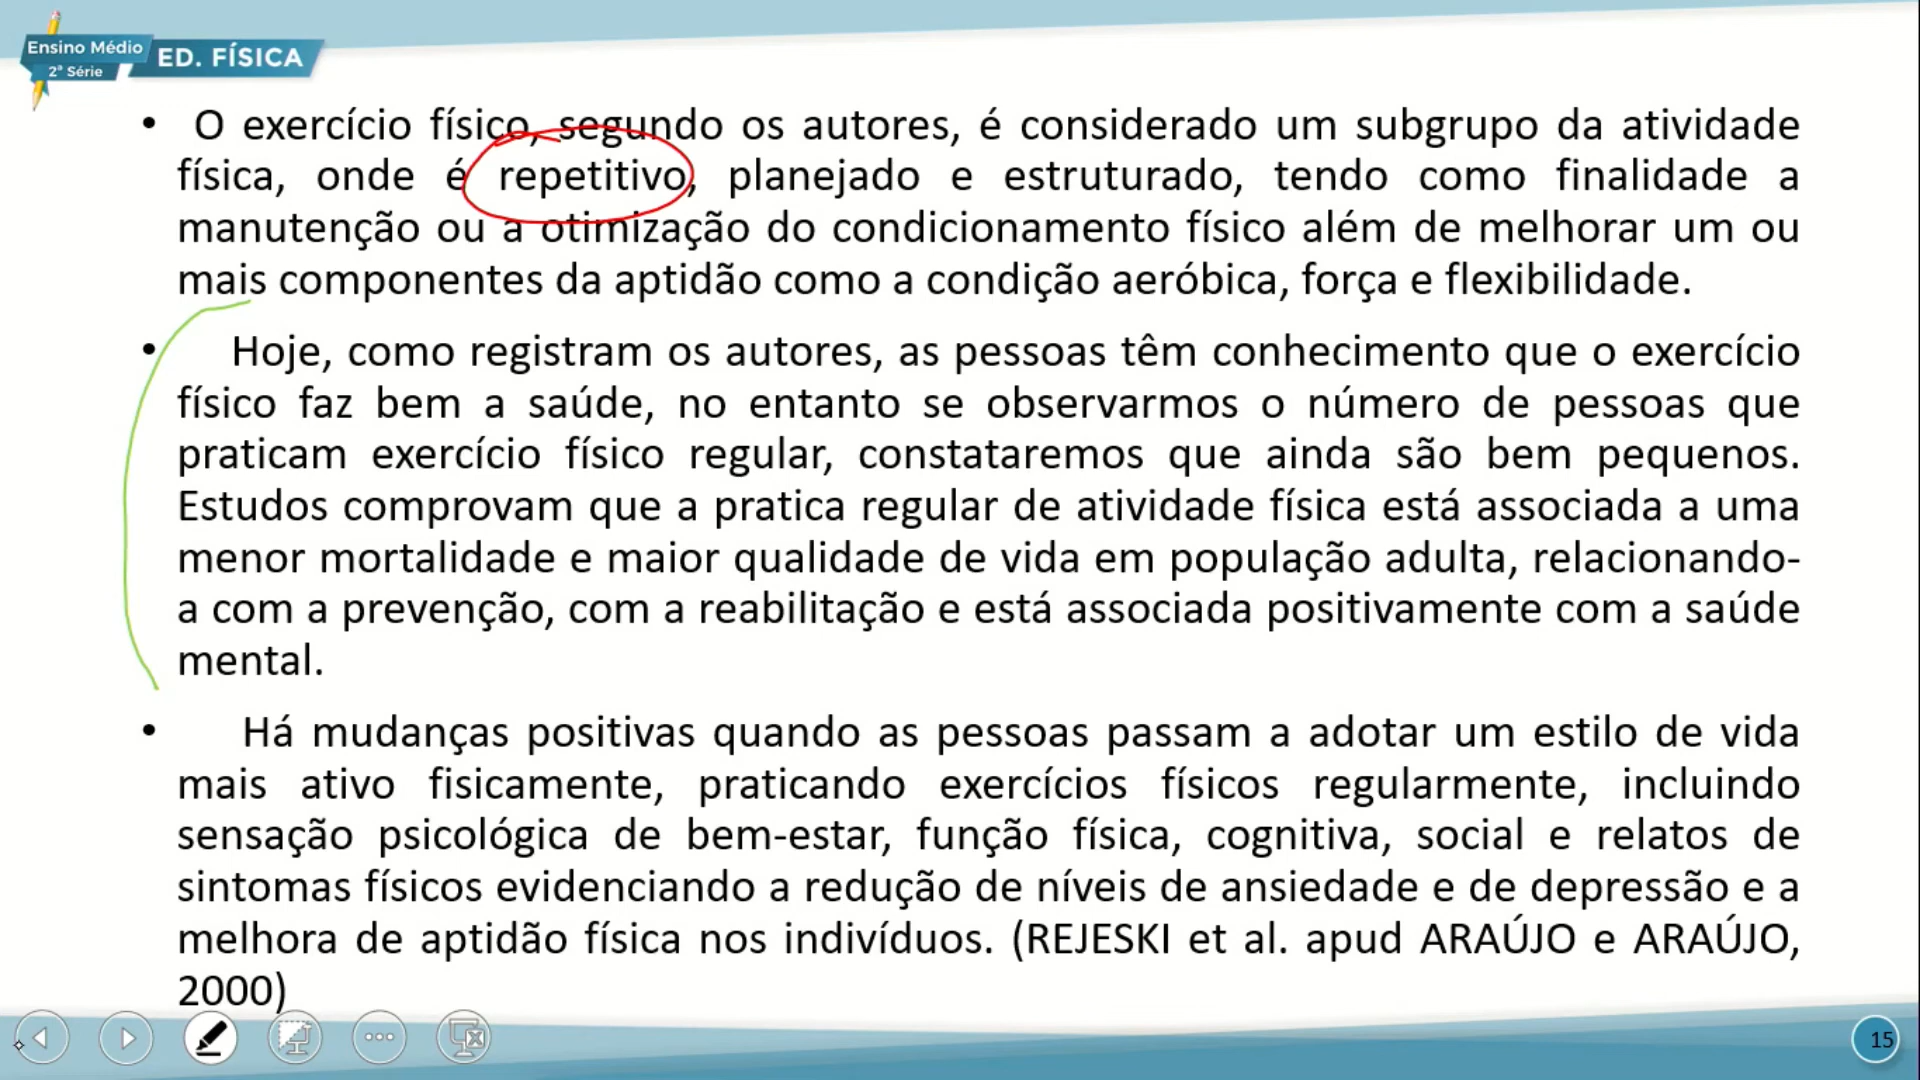 Ensino Médio
2ª Série
ED. FÍSICA
• O exercício físico, segundo os autores, é considerado um subgrupo da atividade
física, onde é repetitivo, planejado e estruturado, tendo como finalidade a
manutenção ou a otimização do condicionamento físico além de melhorar um ou
mais componentes da aptidão como a condição aeróbica, força e flexibilidade.
• Hoje, como registram os autores, as pessoas têm conhecimento que o exercício
físico faz bem a saúde, no entanto se observarmos o número de pessoas que
praticam exercício físico regular, constataremos que ainda são bem pequenos.
Estudos comprovam que a pratica regular de atividade física está associada a uma
menor mortalidade e maior qualidade de vida em população adulta, relacionando-
a com a prevenção, com a reabilitação e está associada positivamente com a saúde
mental.
• Há mudanças positivas quando as pessoas passam a adotar um estilo de vida
mais ativo fisicamente, praticando exercícios físicos regularmente, incluindo
sensação psicológica de bem-estar, função física, cognitiva, social e relatos de
sintomas físicos evidenciando a redução de níveis de ansiedade e de depressão e a
melhora de aptidão física nos indivíduos. (REJESKI et al. apud ARAÚJO e ARAÚJO,
2000)
15